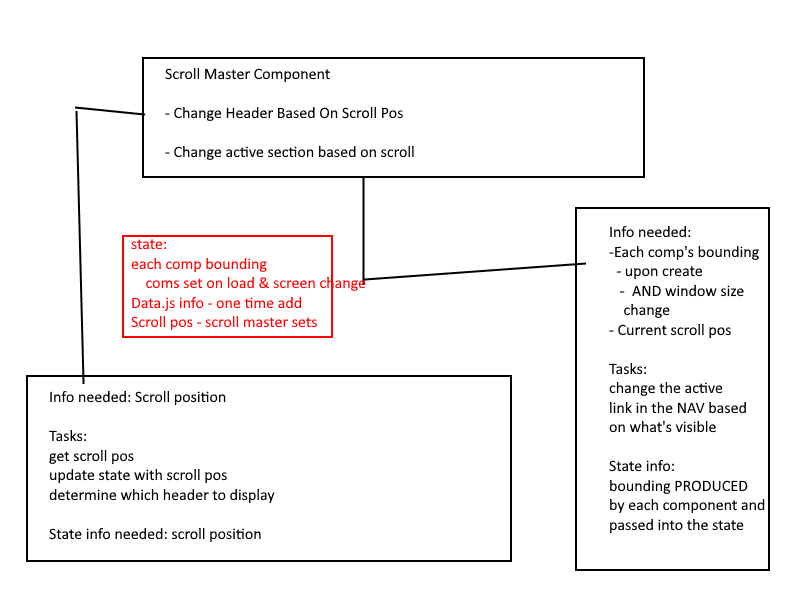 Scroll Master Component
- Change Header Based On Scroll Pos
- Change active section based on scroll
state:
each comp bounding
coms set on load & screen change
Data.js info - one time add
Scroll pos - scroll master sets
Info needed:
-Each comp's bounding
- upon create
- AND window size
change
- Current scroll pos
Tasks:
change the active
link in the NAV based
on what's visible
State info:
bounding PRODUCED
by each component and
passed into the state
Info needed: Scroll position
Tasks:
get scroll pos
update state with scroll pos
determine which header to display
State info needed: scroll position